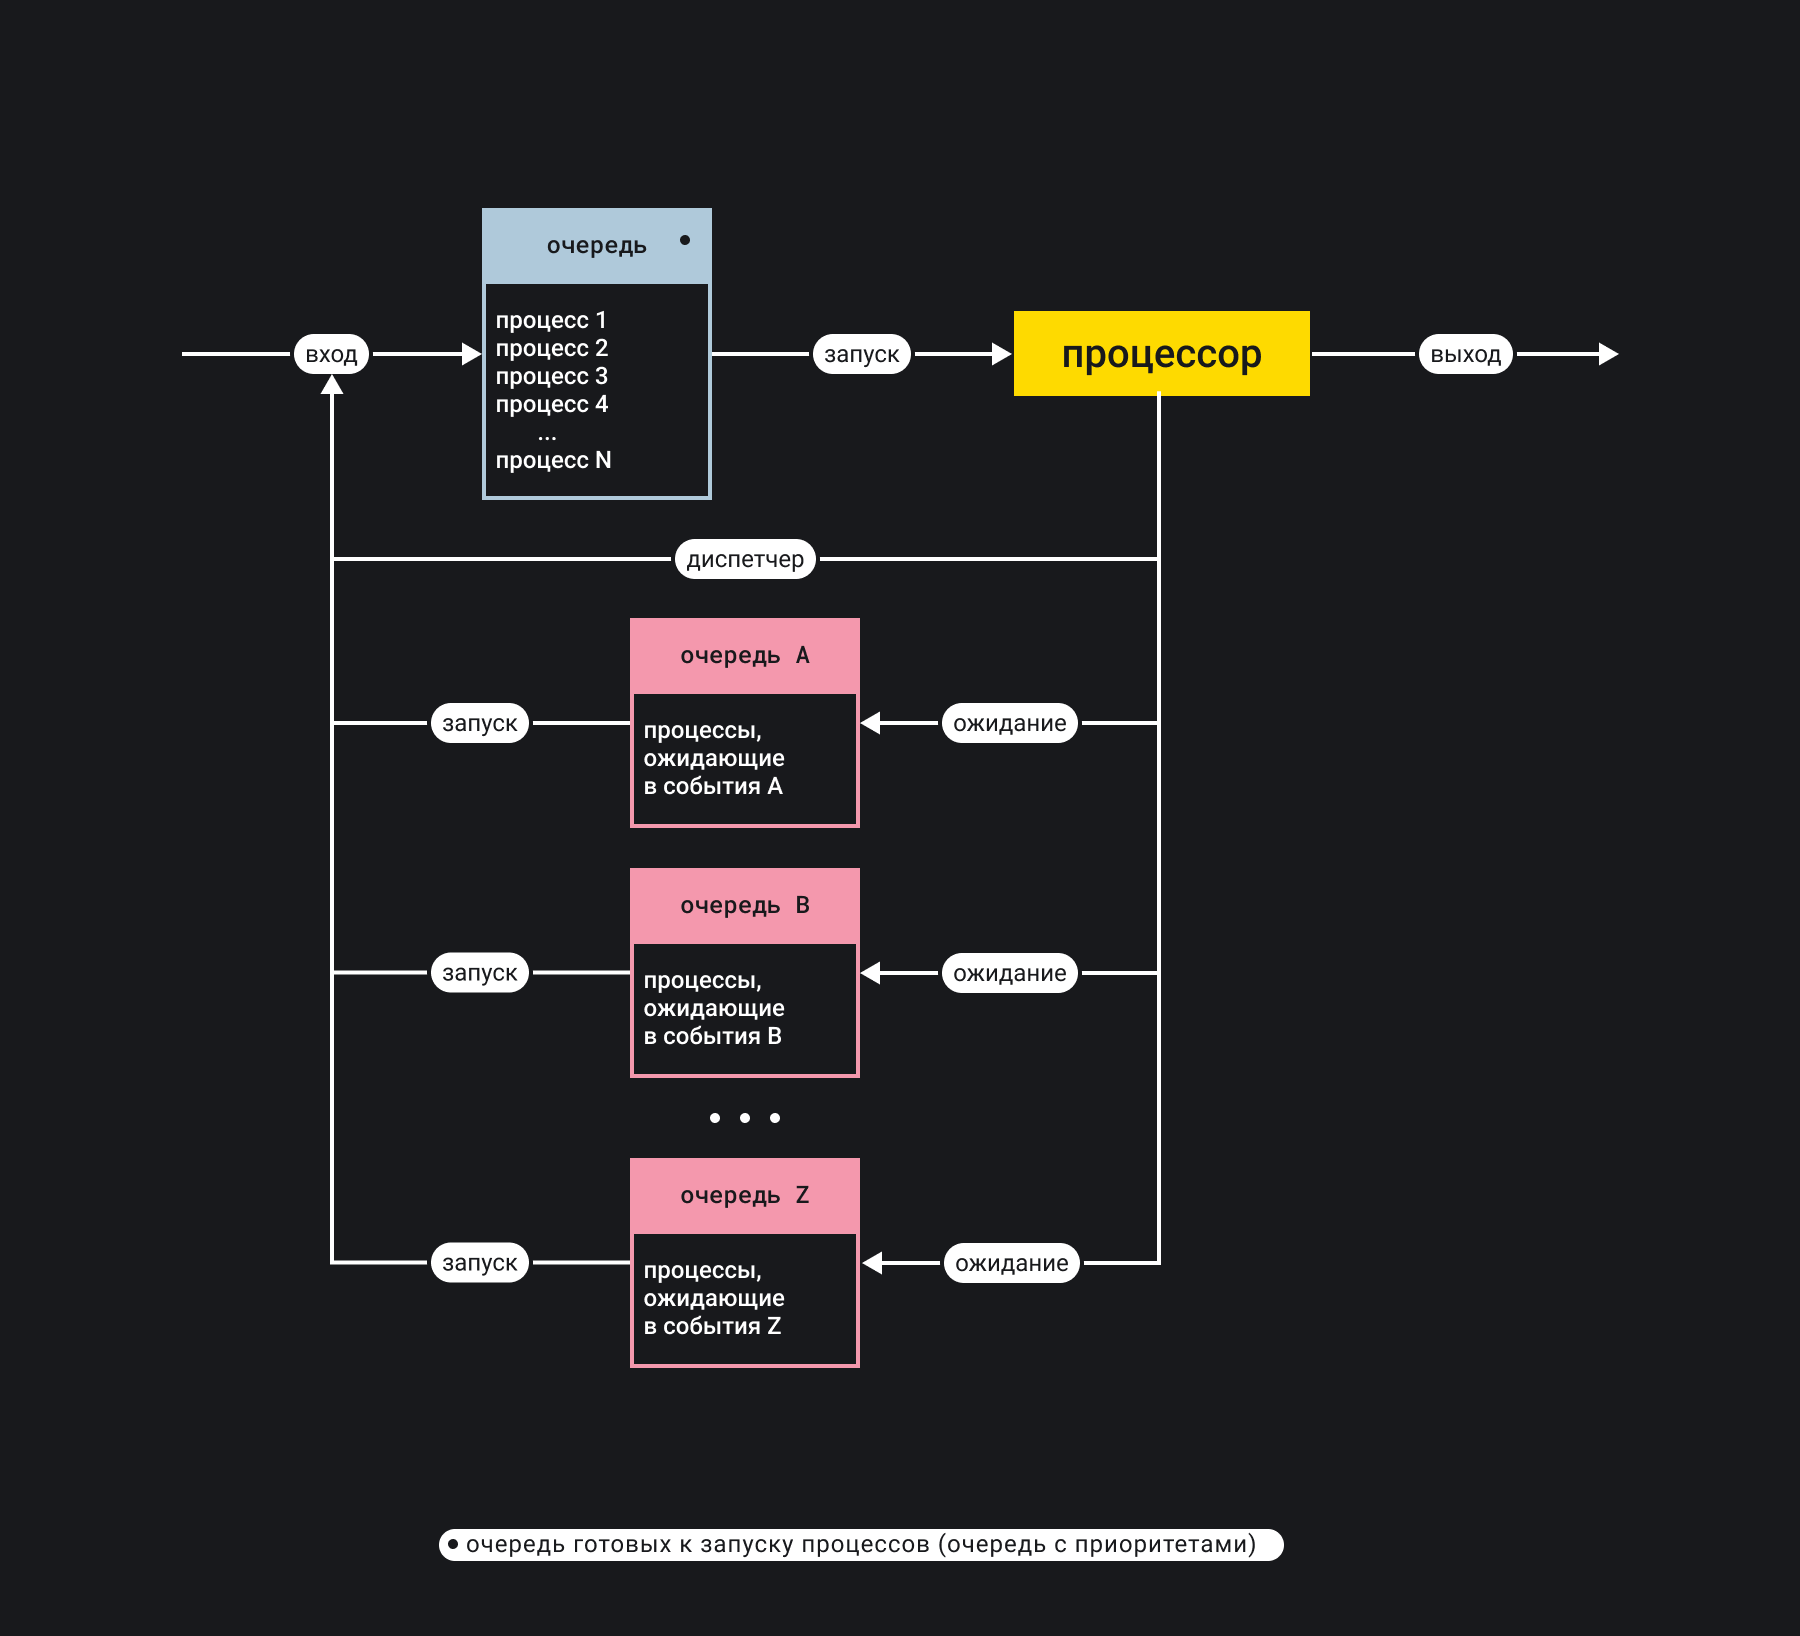 очередь
процесс 1
процесс 2
процесс 3
процесс 4
...
процесс N
вход
запуск
процессор
выход
диспетчер
очередь A
запуск
процессы,
ожидающие
в события A
ожидание
очередь B
запуск
процессы,
ожидающие
в события B
ожидание
очередь Z
запуск
процессы,
ожидающие
в события Z
ожидание
• очередь готовых к запуску процессов (очередь с приоритетами)